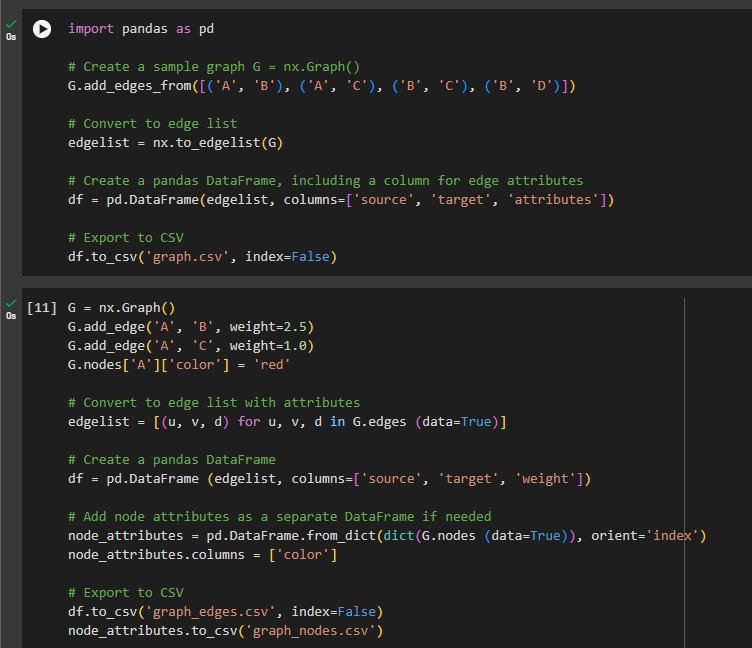 0s
import pandas as pd
# Create a sample graph G = nx.Graph()
G.add_edges_from([('A', 'B'), ('A', 'C'), ('B', 'C'), ('B', 'D')])
# Convert to edge list
edgelist = nx.to_edgelist(G)
# Create a pandas DataFrame, including a column for edge attributes
df = pd.DataFrame(edgelist, columns=['source', 'target', 'attributes'])
# Export to CSV
df.to_csv('graph.csv', index=False)
0s
[11] G = nx.Graph()
G.add_edge('A', 'B', weight=2.5)
G.add_edge('A', 'C', weight=1.0)
G.nodes['A']['color'] = 'red'
# Convert to edge list with attributes
edgelist = [(u, v, d) for u, v, d in G.edges (data=True)]
# Create a pandas DataFrame
df = pd.DataFrame (edgelist, columns=['source', 'target', 'weight'])
# Add node attributes as a separate DataFrame if needed
node_attributes = pd.DataFrame.from_dict(dict(G.nodes (data=True)), orient='index')
node_attributes.columns = ['color']
# Export to CSV
df.to_csv('graph_edges.csv', index=False)
node_attributes.to_csv('graph_nodes.csv')